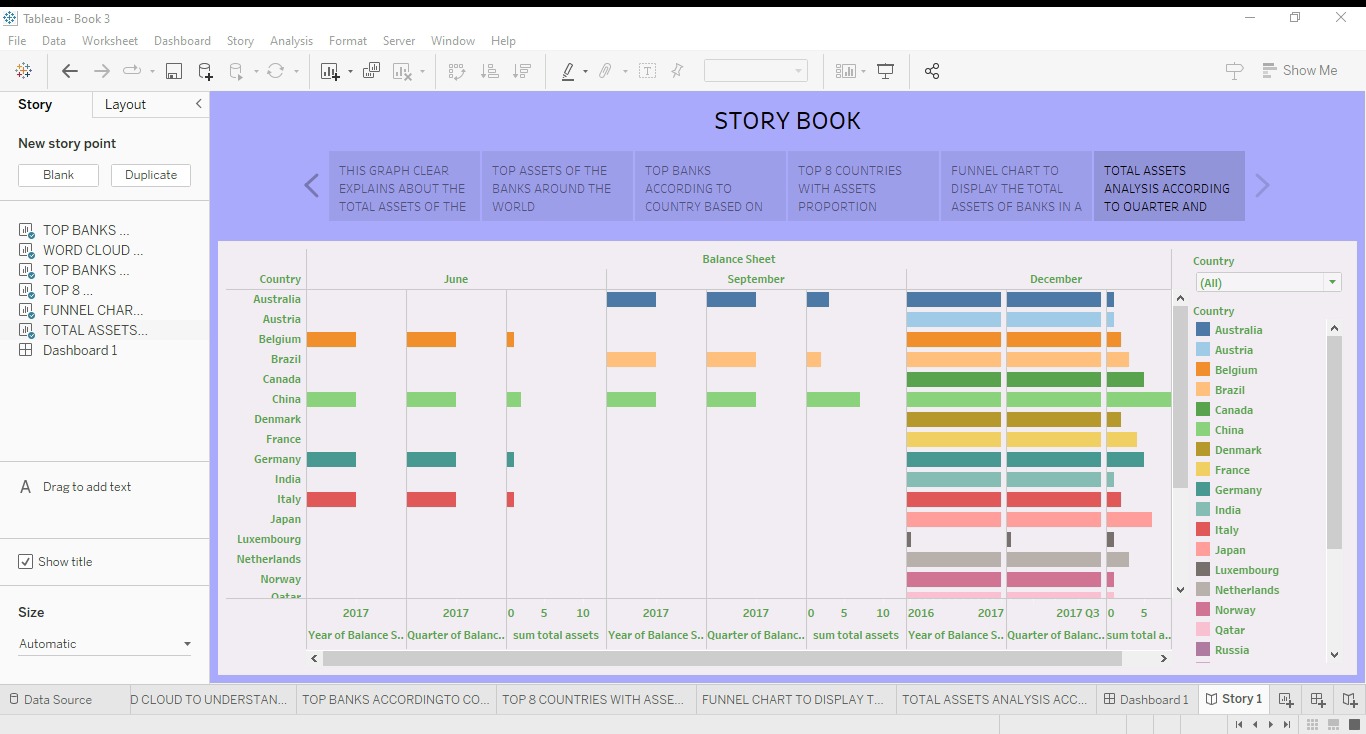 Tableau - Book 3
File Data Worksheet Dashboard Story Analysis Format Server Window Help
Show Me
Story Layout
New story point
Blank Duplicate
TOP BANKS ...
WORD CLOUD ...
TOP BANKS ...
TOP 8 ...
FUNNEL CHAR...
TOTAL ASSETS...
Dashboard 1
A Drag to add text
Show title
Size
Automatic
STORY BOOK
THIS GRAPH CLEAR
EXPLAINS ABOUT THE
TOTAL ASSETS OF THE
TOP ASSETS OF THE
BANKS AROUND THE
WORLD
TOP BANKS
ACCORDING TO
COUNTRY BASED ON
TOP 8 COUNTRIES
WITH ASSETS
PROPORTION
FUNNEL CHART TO
DISPLAY THE TOTAL
ASSETS OF BANKS IN A
TOTAL ASSETS
ANALYSIS ACCORDING
TO QUARTER AND
Balance Sheet
Country June September December
Australia
Austria
Belgium
Brazil
Canada
China
Denmark
France
Germany
India
Italy
Japan
Luxembourg
Netherlands
Norway
Qatar
2017 2017 0 5 10 2017 2017 0 5 10 2016 2017 2017 Q3 0 5
Year of Balance S.. Quarter of Balanc.. sum total assets Year of Balance S.. Quarter of Balanc.. sum total assets Year of Balance S.. Quarter of Balanc.. sum total a..
Country
(All)
Country
Australia
Austria
Belgium
Brazil
Canada
China
Denmark
France
Germany
India
Italy
Japan
Luxembourg
Netherlands
Norway
Qatar
Russia
Data Source D CLOUD TO UNDERSTAN... TOP BANKS ACCORDINGTO CO... TOP 8 COUNTRIES WITH ASSE... FUNNEL CHART TO DISPLAY T... TOTAL ASSETS ANALYSIS ACC... Dashboard 1 Story 1